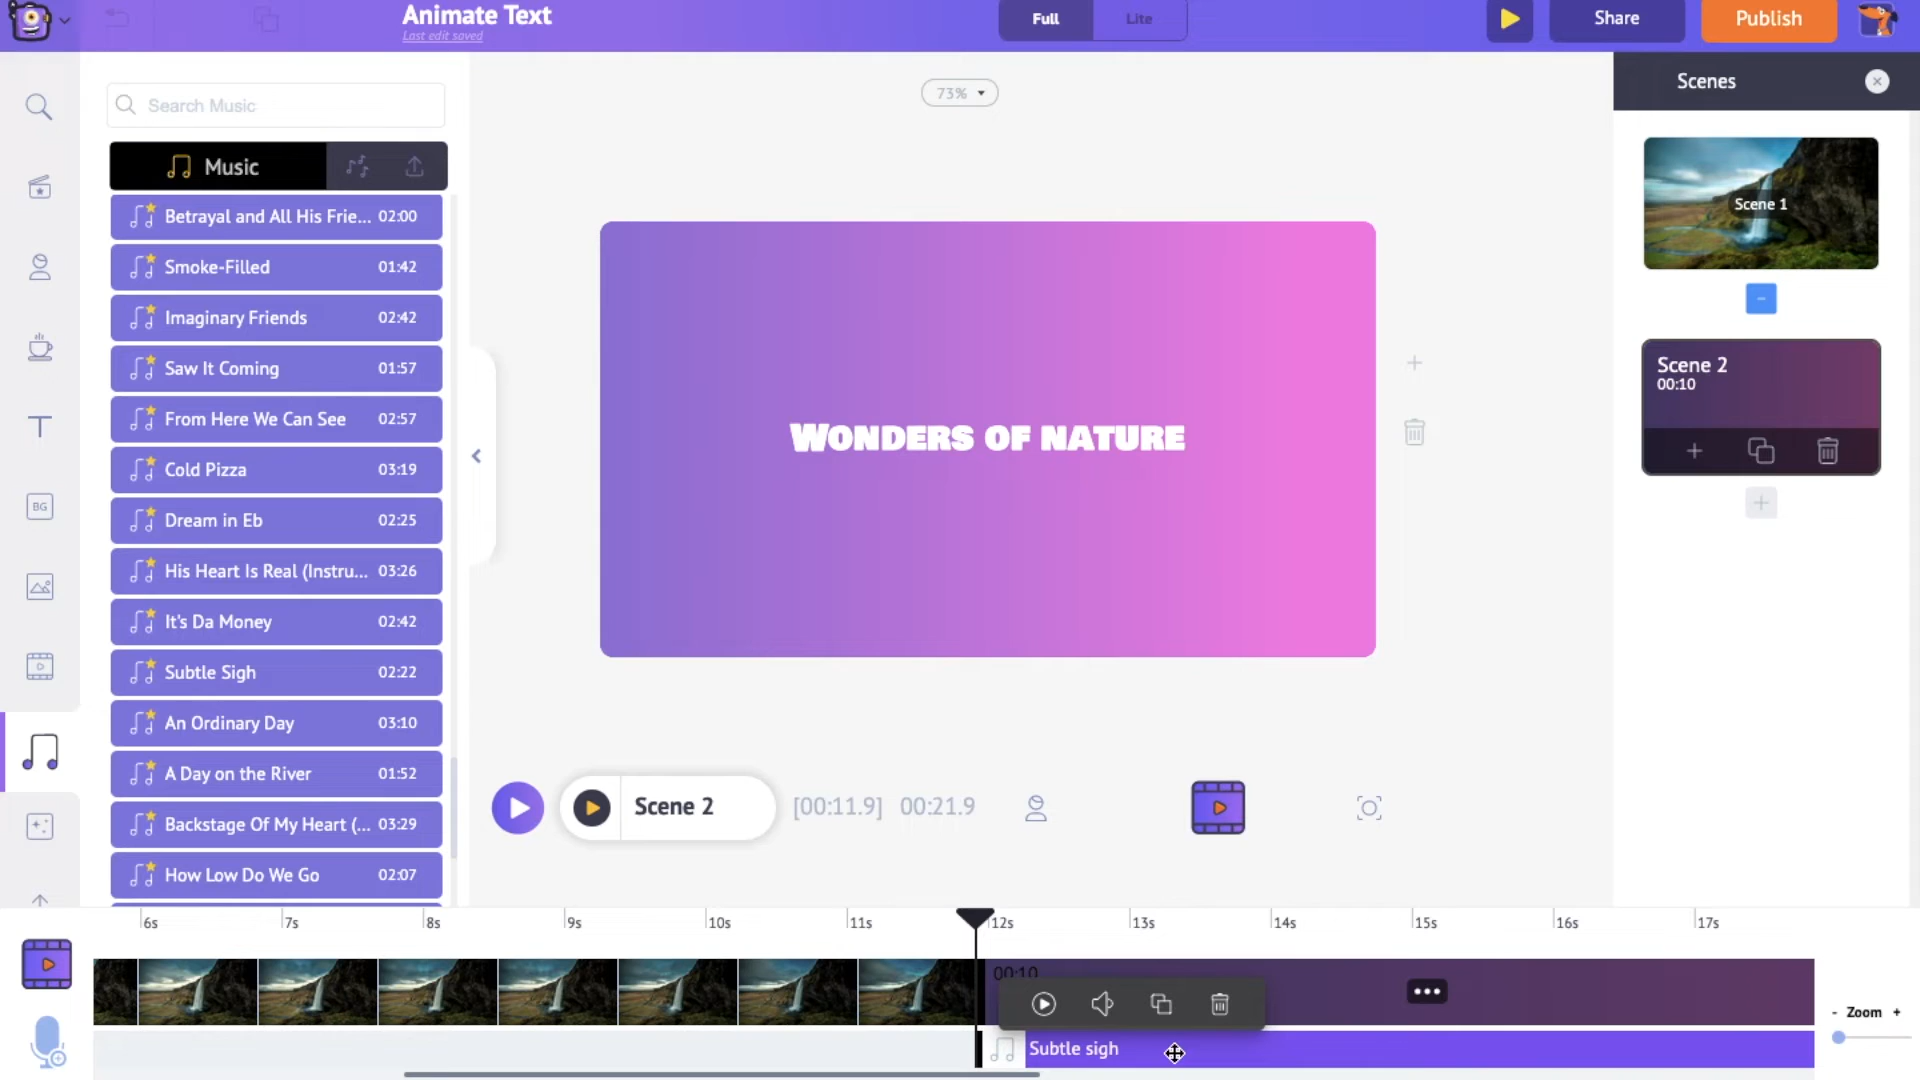 Animate Text
Last edit saved
Full
Lite
Share
Publish
Search Music
Music
Betrayal and All His Frie... 02:00
Smoke-Filled 01:42
Imaginary Friends 02:42
Saw It Coming 01:57
From Here We Can See 02:57
Cold Pizza 03:19
Dream in Eb 02:25
His Heart Is Real (Instru... 03:26
It's Da Money 02:42
Subtle Sigh 02:22
An Ordinary Day 03:10
A Day on the River 01:52
Backstage Of My Heart (... 03:29
How Low Do We Go 02:07
BG
73%
Wonders of nature
Scenes
Scene 1
Scene 2
00:10
Scene 2
[00:11.9] 00:21.9
6s 7s 8s 9s 10s 11s 12s 13s 14s 15s 16s 17s
00:10
Subtle sigh
- Zoom +